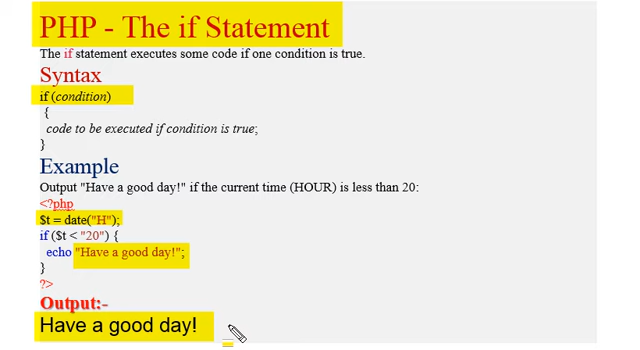 PHP - The if Statement
The if statement executes some code if one condition is true.
Syntax
if (condition)
{
code to be executed if condition is true;
}
Example
Output "Have a good day!" if the current time (HOUR) is less than 20:
<?php
$t = date("H");
if ($t < "20") {
echo "Have a good day!";
}
?>
Output:-
Have a good day!